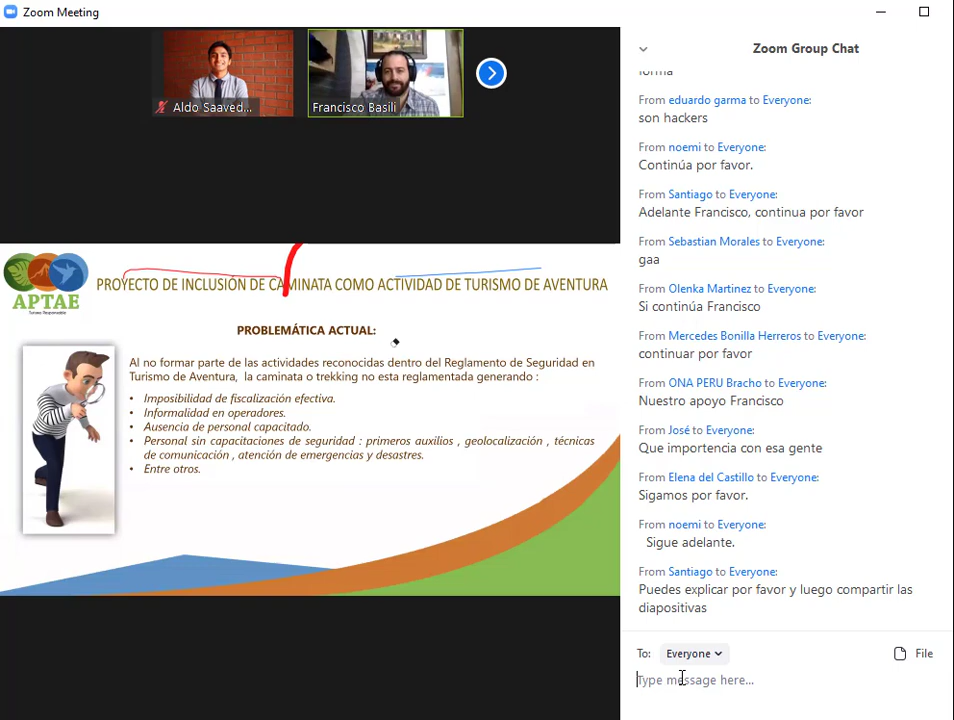 Zoom Meeting
Aldo Saaved...
Francisco Basili
APTAE
Turismo Responsable
PROYECTO DE INCLUSIÓN DE CAMINATA COMO ACTIVIDAD DE TURISMO DE AVENTURA
PROBLEMÁTICA ACTUAL:
Al no formar parte de las actividades reconocidas dentro del Reglamento de Seguridad en
Turismo de Aventura, la caminata o trekking no esta reglamentada generando :
• Imposibilidad de fiscalización efectiva.
• Informalidad en operadores.
• Ausencia de personal capacitado.
• Personal sin capacitaciones de seguridad : primeros auxilios , geolocalización , técnicas
de comunicación , atención de emergencias y desastres.
• Entre otros.
Zoom Group Chat
forma
From eduardo garma to Everyone:
son hackers
From noemi to Everyone:
Continúa por favor.
From Santiago to Everyone:
Adelante Francisco, continua por favor
From Sebastian Morales to Everyone:
gaa
From Olenka Martinez to Everyone:
Si continúa Francisco
From Mercedes Bonilla Herreros to Everyone:
continuar por favor
From ONA PERU Bracho to Everyone:
Nuestro apoyo Francisco
From José to Everyone:
Que importencia con esa gente
From Elena del Castillo to Everyone:
Sigamos por favor.
From noemi to Everyone:
Sigue adelante.
From Santiago to Everyone:
Puedes explicar por favor y luego compartir las
diapositivas
To: Everyone
File
Type message here...